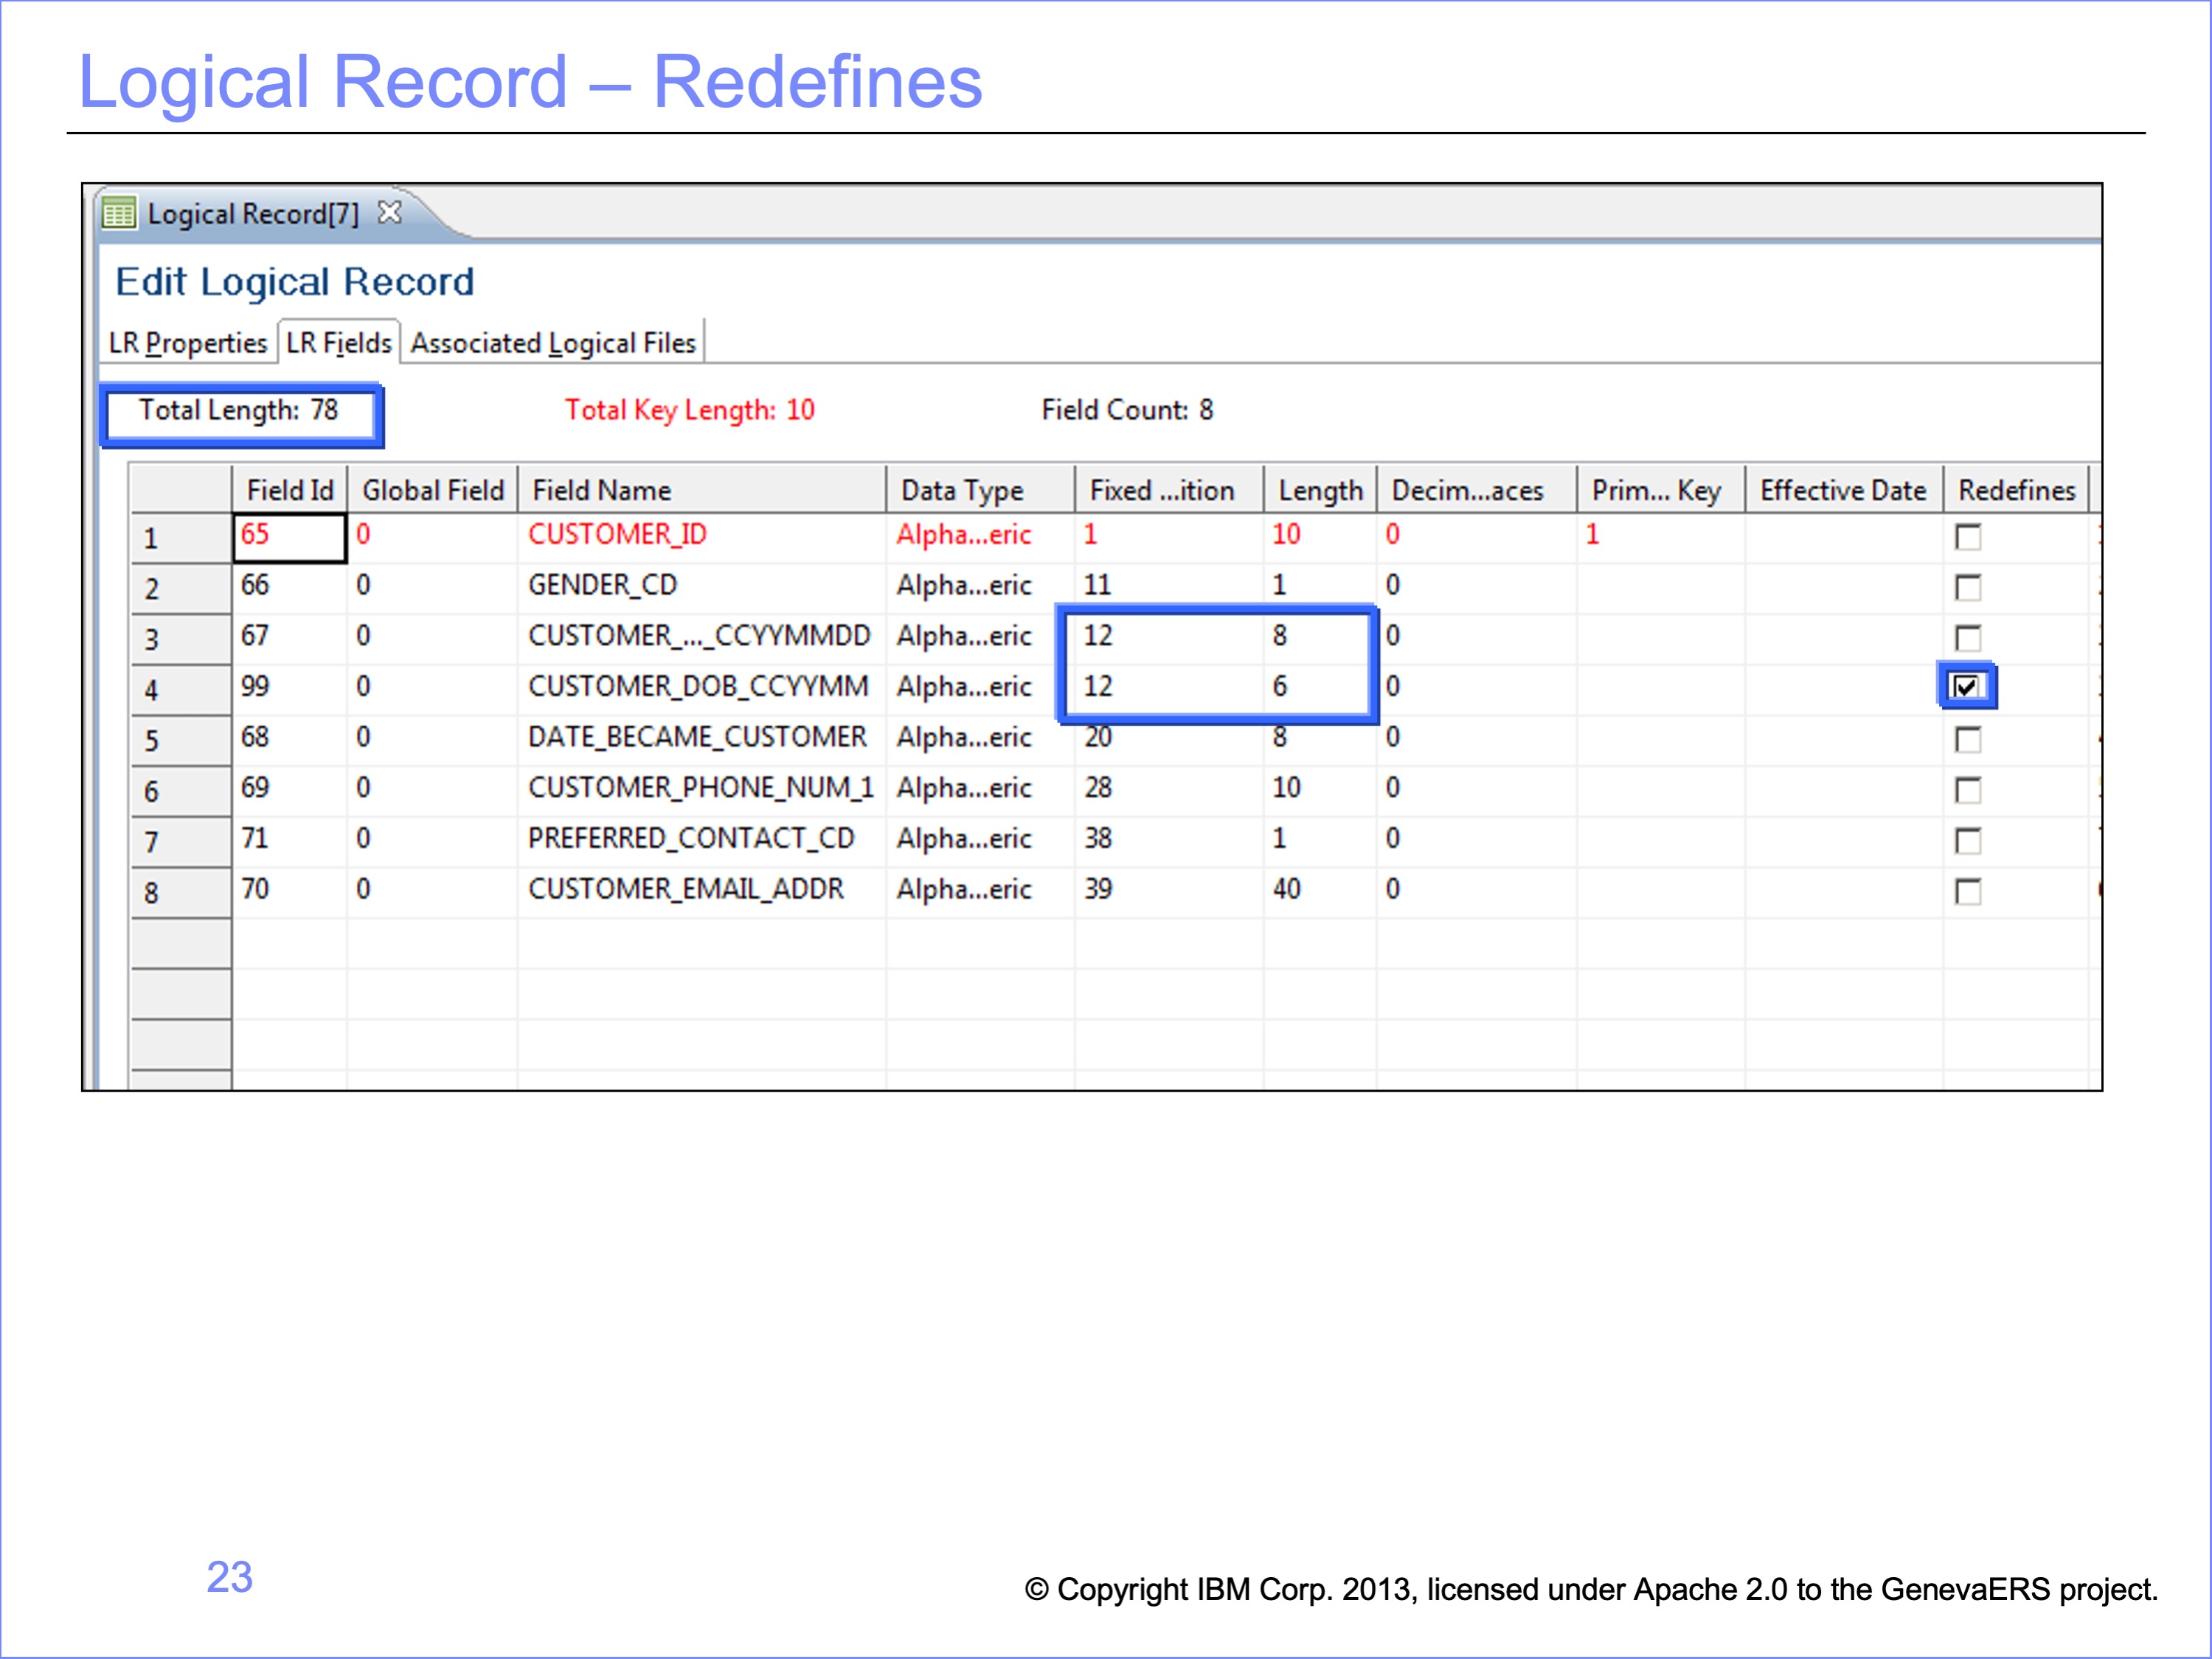 Logical Record – Redefines
Logical Record[7]
Edit Logical Record
LR Properties LR Fields Associated Logical Files
Total Length: 78 Total Key Length: 10 Field Count: 8
Field Id Global Field Field Name Data Type Fixed ...ition Length Decim...aces Prim... Key Effective Date Redefines
1 65 0 CUSTOMER_ID Alpha...eric 1 10 0 1
2 66 0 GENDER_CD Alpha...eric 11 1 0
3 67 0 CUSTOMER_..._CCYYMMDD Alpha...eric 12 8 0
4 99 0 CUSTOMER_DOB_CCYYMM Alpha...eric 12 6 0
5 68 0 DATE_BECAME_CUSTOMER Alpha...eric 20 8 0
6 69 0 CUSTOMER_PHONE_NUM_1 Alpha...eric 28 10 0
7 71 0 PREFERRED_CONTACT_CD Alpha...eric 38 1 0
8 70 0 CUSTOMER_EMAIL_ADDR Alpha...eric 39 40 0
23
© Copyright IBM Corp. 2013, licensed under Apache 2.0 to the GenevaERS project.